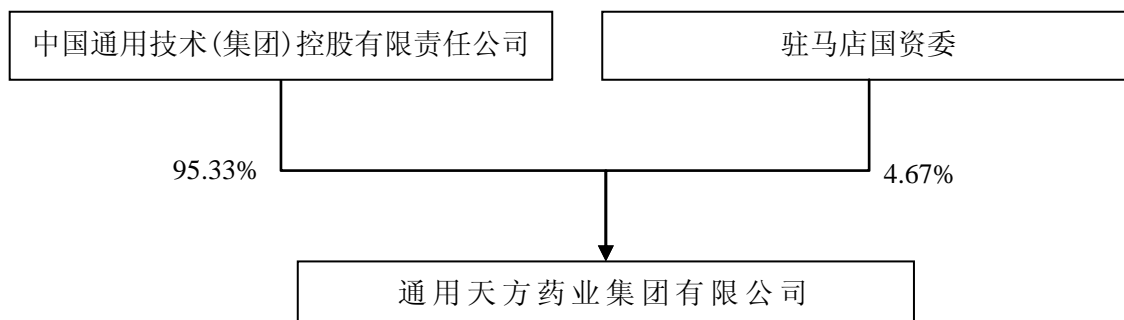 中国通用技术(集团)控股有限责任公司
驻马店国资委
95.33%
4.67%
通用天方药业集团有限公司